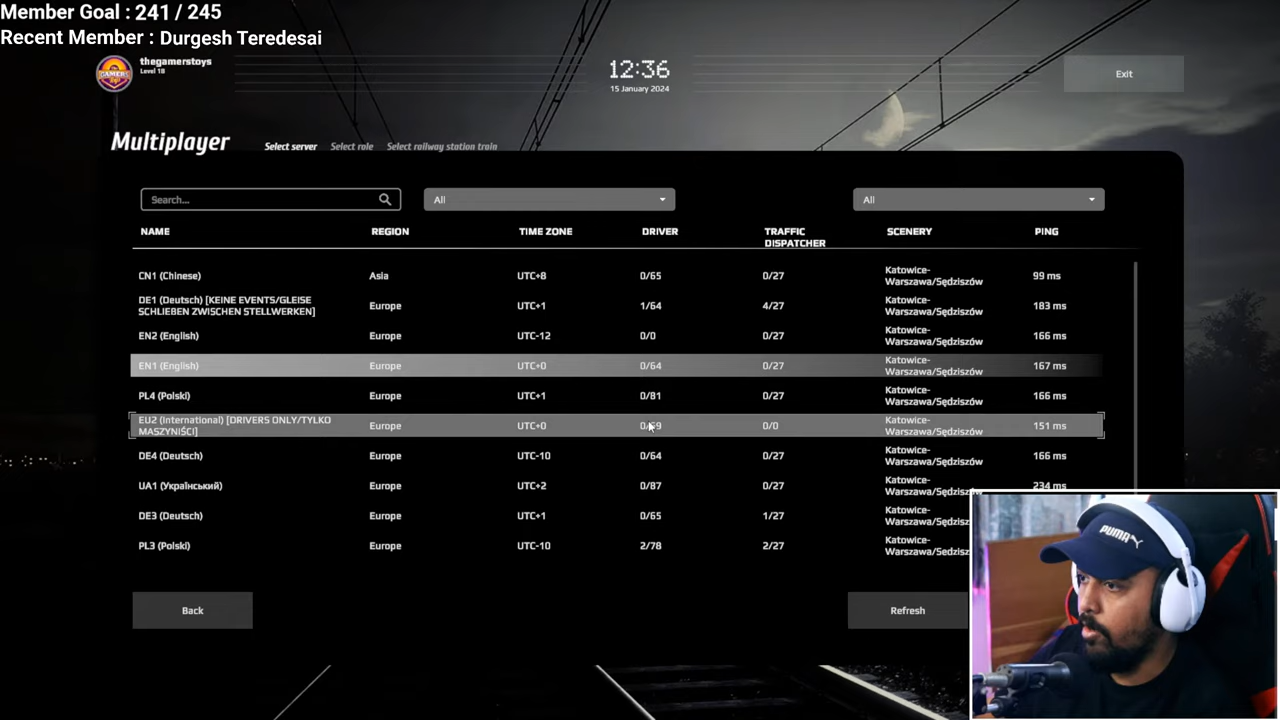 Member Goal : 241 / 245
Recent Member : Durgesh Teredesai
thegamerstoys
Level 18
12:36
15 January 2024
Exit
Multiplayer
Select server Select role Select railway station train
Search...
All
All
NAME REGION TIME ZONE DRIVER TRAFFIC DISPATCHER SCENERY PING
CN1 (Chinese) Asia UTC+8 0/65 0/27 Katowice-Warszawa/Sędziszów 99 ms
DE1 (Deutsch) [KEINE EVENTS/GLEISE SCHLIEBEN ZWISCHEN STELLWERKEN] Europe UTC+1 1/64 4/27 Katowice-Warszawa/Sędziszów 183 ms
EN2 (English) Europe UTC-12 0/0 0/27 Katowice-Warszawa/Sędziszów 166 ms
EN1 (English) Europe UTC+0 0/64 0/27 Katowice-Warszawa/Sędziszów 167 ms
PL4 (Polski) Europe UTC+1 0/81 0/27 Katowice-Warszawa/Sędziszów 166 ms
EU2 (International) [DRIVERS ONLY/TYLKO MASZYNIŚCI] Europe UTC+0 0/0 Katowice-Warszawa/Sędziszów 151 ms
DE4 (Deutsch) Europe UTC-10 0/64 0/27 Katowice-Warszawa/Sędziszów 166 ms
UA1 (Український) Europe UTC+2 0/87 0/27 Katowice-Warszawa/Sędziszów 234 ms
DE3 (Deutsch) Europe UTC+1 0/65 1/27 Katowice-Warszawa/Sędziszów
PL3 (Polski) Europe UTC-10 2/78 2/27 Katowice-Warszawa/Sędziszów
Back
Refresh
PUMA